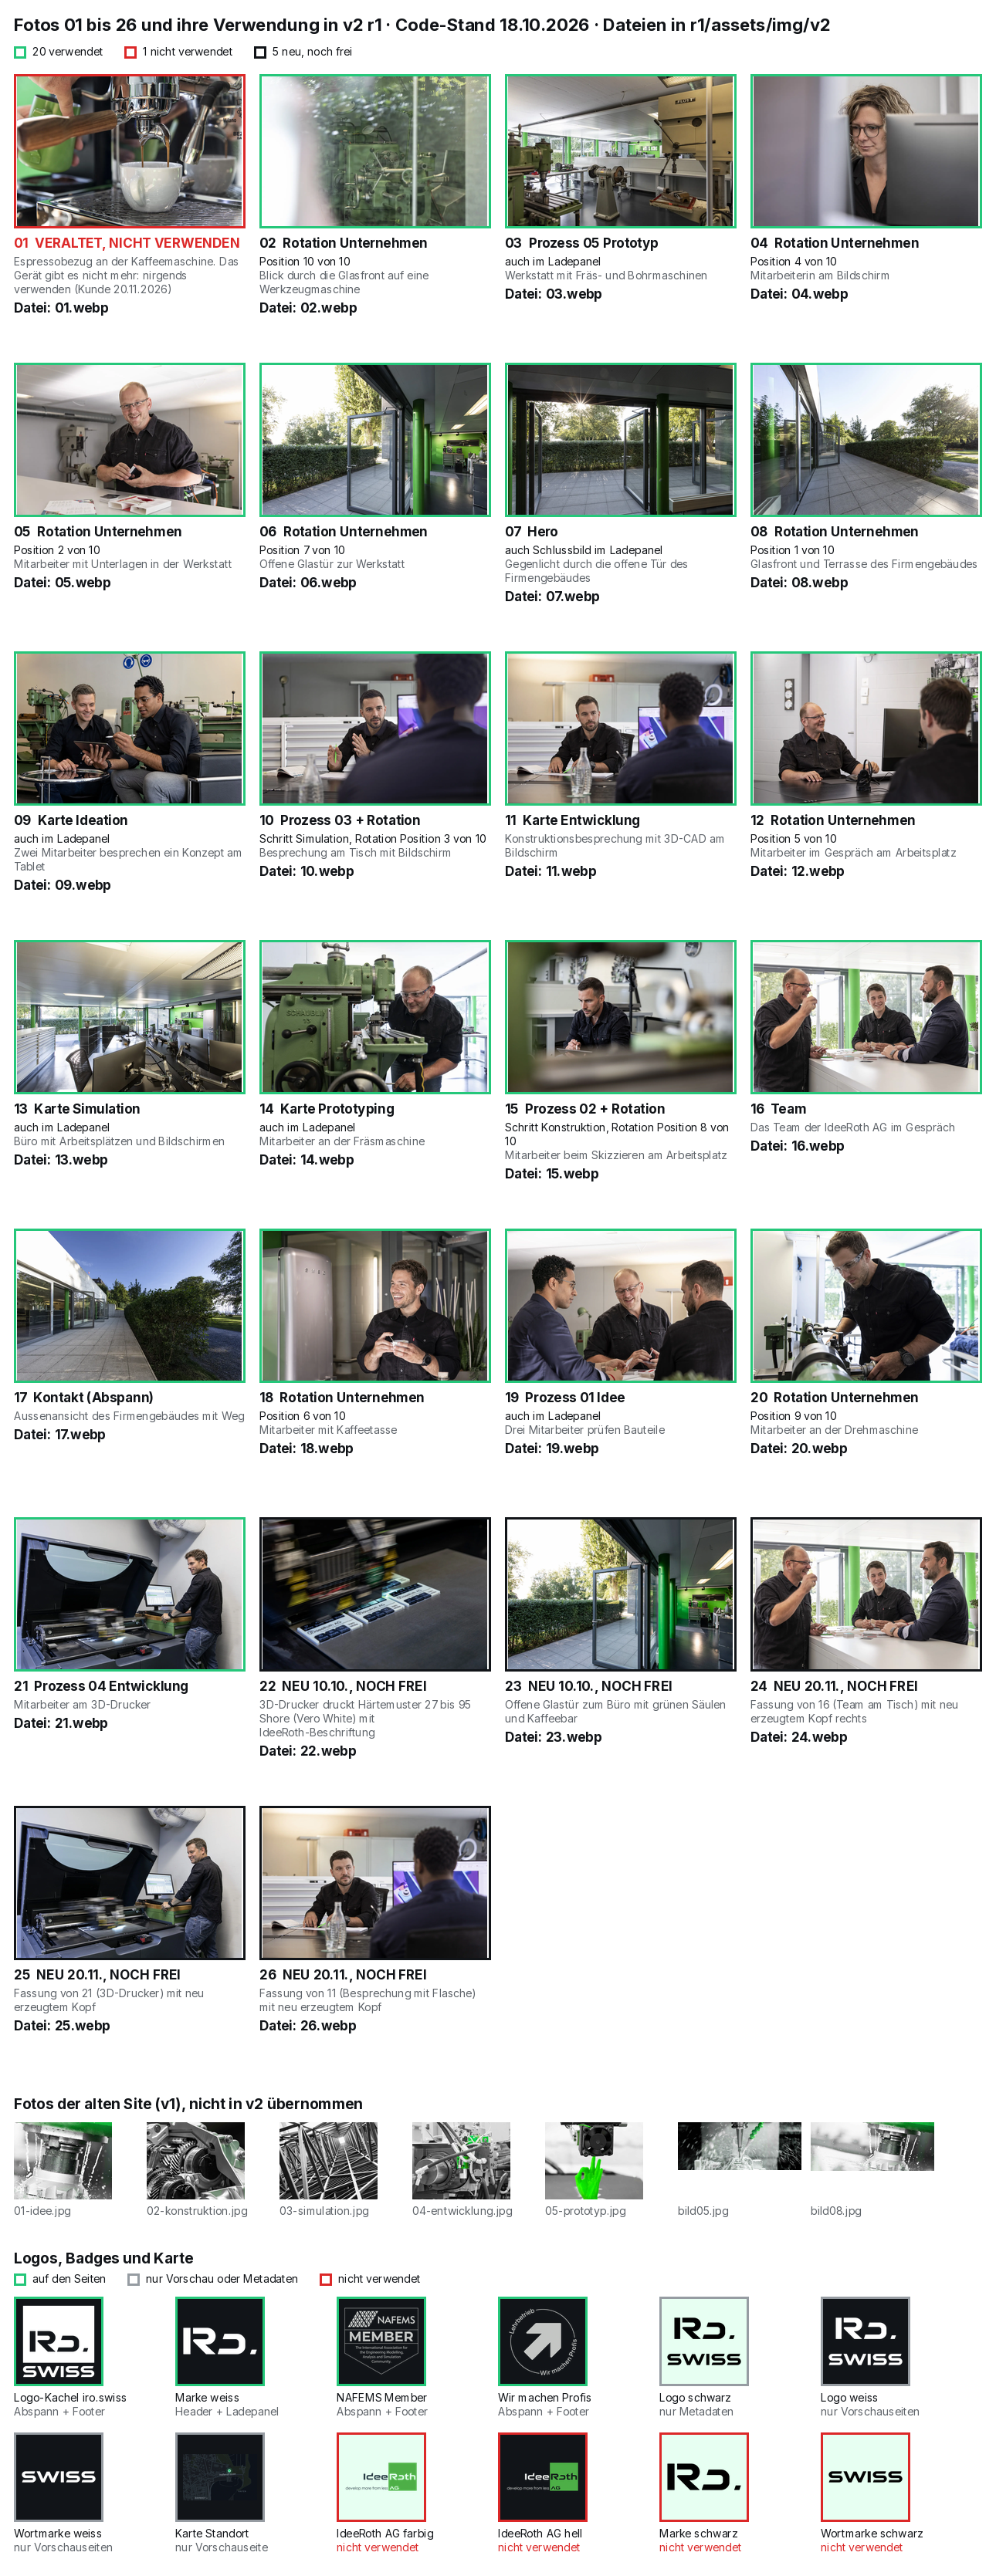 Fotos 01 bis 26 und ihre Verwendung in v2 r1 · Code-Stand 18.10.2026 · Dateien in r1/assets/img/v2
20 verwendet
1 nicht verwendet
5 neu, noch frei
01 VERALTET, NICHT VERWENDEN
Espressobezug an der Kaffeemaschine. Das
Gerät gibt es nicht mehr: nirgends
verwenden (Kunde 20.11.2026)
Datei: 01.webp
02 Rotation Unternehmen
Position 10 von 10
Blick durch die Glasfront auf eine
Werkzeugmaschine
Datei: 02.webp
03 Prozess 05 Prototyp
auch im Ladepanel
Werkstatt mit Fräs- und Bohrmaschinen
Datei: 03.webp
04 Rotation Unternehmen
Position 4 von 10
Mitarbeiterin am Bildschirm
Datei: 04.webp
05 Rotation Unternehmen
Position 2 von 10
Mitarbeiter mit Unterlagen in der Werkstatt
Datei: 05.webp
06 Rotation Unternehmen
Position 7 von 10
Offene Glastür zur Werkstatt
Datei: 06.webp
07 Hero
auch Schlussbild im Ladepanel
Gegenlicht durch die offene Tür des
Firmengebäudes
Datei: 07.webp
08 Rotation Unternehmen
Position 1 von 10
Glasfront und Terrasse des Firmengebäudes
Datei: 08.webp
09 Karte Ideation
auch im Ladepanel
Zwei Mitarbeiter besprechen ein Konzept am
Tablet
Datei: 09.webp
10 Prozess 03 + Rotation
Schritt Simulation, Rotation Position 3 von 10
Besprechung am Tisch mit Bildschirm
Datei: 10.webp
11 Karte Entwicklung
Konstruktionsbesprechung mit 3D-CAD am
Bildschirm
Datei: 11.webp
12 Rotation Unternehmen
Position 5 von 10
Mitarbeiter im Gespräch am Arbeitsplatz
Datei: 12.webp
SCHAUBLIN
13 Karte Simulation
auch im Ladepanel
Büro mit Arbeitsplätzen und Bildschirmen
Datei: 13.webp
14 Karte Prototyping
auch im Ladepanel
Mitarbeiter an der Fräsmaschine
Datei: 14.webp
15 Prozess 02 + Rotation
Schritt Konstruktion, Rotation Position 8 von
10
Mitarbeiter beim Skizzieren am Arbeitsplatz
Datei: 15.webp
16 Team
Das Team der IdeeRoth AG im Gespräch
Datei: 16.webp
17 Kontakt (Abspann)
Aussenansicht des Firmengebäudes mit Weg
Datei: 17.webp
18 Rotation Unternehmen
Position 6 von 10
Mitarbeiter mit Kaffeetasse
Datei: 18.webp
19 Prozess 01 Idee
auch im Ladepanel
Drei Mitarbeiter prüfen Bauteile
Datei: 19.webp
20 Rotation Unternehmen
Position 9 von 10
Mitarbeiter an der Drehmaschine
Datei: 20.webp
21 Prozess 04 Entwicklung
Mitarbeiter am 3D-Drucker
Datei: 21.webp
22 NEU 10.10., NOCH FREI
3D-Drucker druckt Härtemuster 27 bis 95
Shore (Vero White) mit
IdeeRoth-Beschriftung
Datei: 22.webp
23 NEU 10.10., NOCH FREI
Offene Glastür zum Büro mit grünen Säulen
und Kaffeebar
Datei: 23.webp
24 NEU 20.11., NOCH FREI
Fassung von 16 (Team am Tisch) mit neu
erzeugtem Kopf rechts
Datei: 24.webp
25 NEU 20.11., NOCH FREI
Fassung von 21 (3D-Drucker) mit neu
erzeugtem Kopf
Datei: 25.webp
26 NEU 20.11., NOCH FREI
Fassung von 11 (Besprechung mit Flasche)
mit neu erzeugtem Kopf
Datei: 26.webp
Fotos der alten Site (v1), nicht in v2 übernommen
01-idee.jpg
02-konstruktion.jpg
03-simulation.jpg
04-entwicklung.jpg
05-prototyp.jpg
bild05.jpg
bild08.jpg
Logos, Badges und Karte
auf den Seiten
nur Vorschau oder Metadaten
nicht verwendet
SWISS
NAFEMS
MEMBER
The International Association for
the Engineering Modelling,
Analysis and Simulation
Community.
Lehrbetrieb
Wir machen Profis
SWISS
SWISS
Logo-Kachel iro.swiss
Abspann + Footer
Marke weiss
Header + Ladepanel
NAFEMS Member
Abspann + Footer
Wir machen Profis
Abspann + Footer
Logo schwarz
nur Metadaten
Logo weiss
nur Vorschauseiten
SWISS
IdeeRoth
AG
develop more from less
IdeeRoth
AG
develop more from less
SWISS
Wortmarke weiss
nur Vorschauseiten
Karte Standort
nur Vorschauseite
IdeeRoth AG farbig
nicht verwendet
IdeeRoth AG hell
nicht verwendet
Marke schwarz
nicht verwendet
Wortmarke schwarz
nicht verwendet